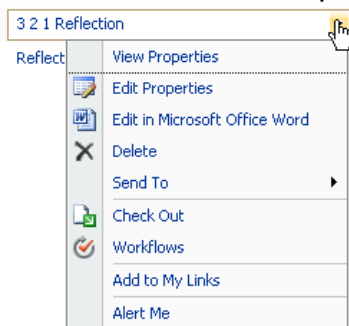 3 2 1 Reflection
Reflect
View Properties
Edit Properties
Edit in Microsoft Office Word
Delete
Send To
Check Out
Workflows
Add to My Links
Alert Me